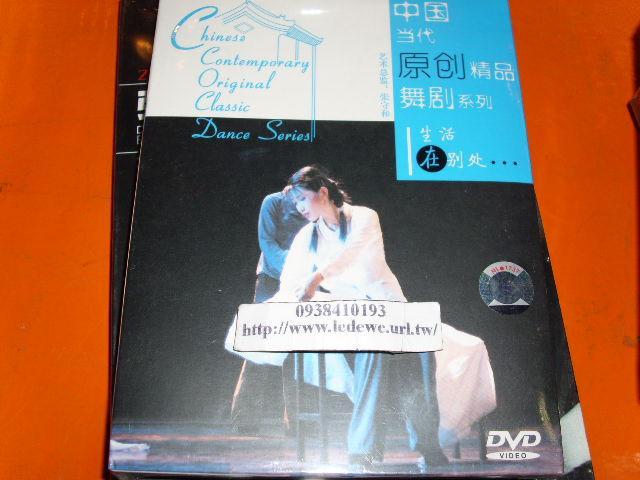 Chinese
Contemporary
Original
Classic
Dance Series
中国
当代
原创精品
舞剧系列
艺术总监：张守和
生活
在别处...
0938410193
http://www.ledewe.url.tw/
DVD
VIDEO